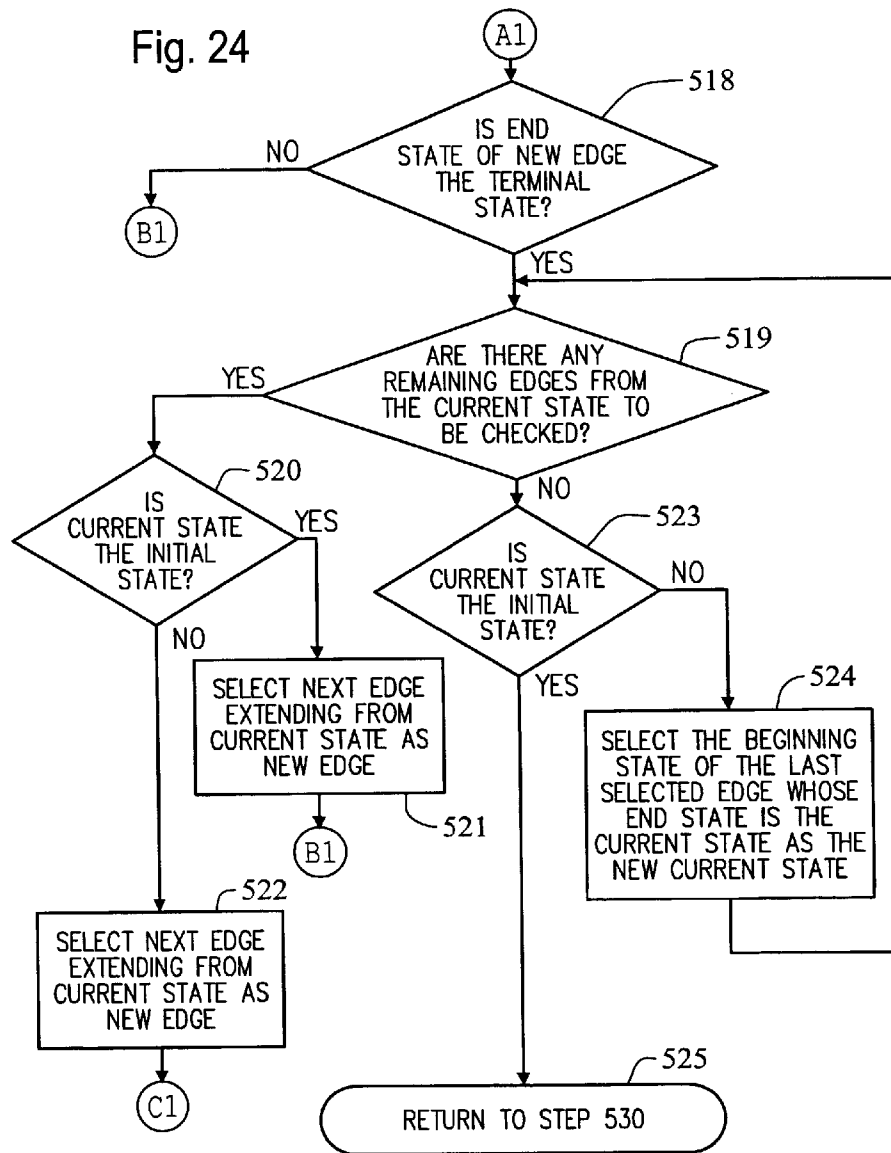 Fig. 24
A1
518
IS END
STATE OF NEW EDGE
THE TERMINAL
STATE?
NO
B1
YES
519
ARE THERE ANY
REMAINING EDGES FROM
THE CURRENT STATE TO
BE CHECKED?
YES
NO
520
IS
CURRENT STATE
THE INITIAL
STATE?
YES
NO
523
IS
CURRENT STATE
THE INITIAL
STATE?
NO
YES
SELECT NEXT EDGE
EXTENDING FROM
CURRENT STATE AS
NEW EDGE
521
B1
524
SELECT THE BEGINNING
STATE OF THE LAST
SELECTED EDGE WHOSE
END STATE IS THE
CURRENT STATE AS THE
NEW CURRENT STATE
522
SELECT NEXT EDGE
EXTENDING FROM
CURRENT STATE AS
NEW EDGE
C1
525
RETURN TO STEP 530